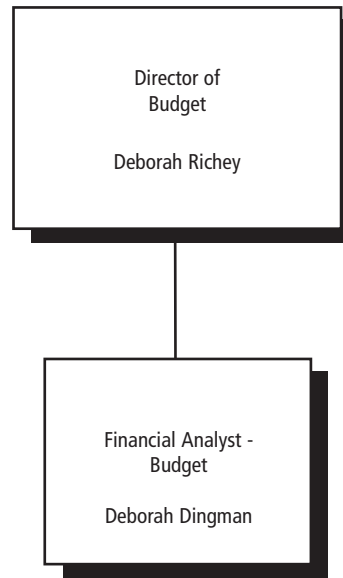 Director of
Budget
Deborah Richey
Financial Analyst -
Budget
Deborah Dingman